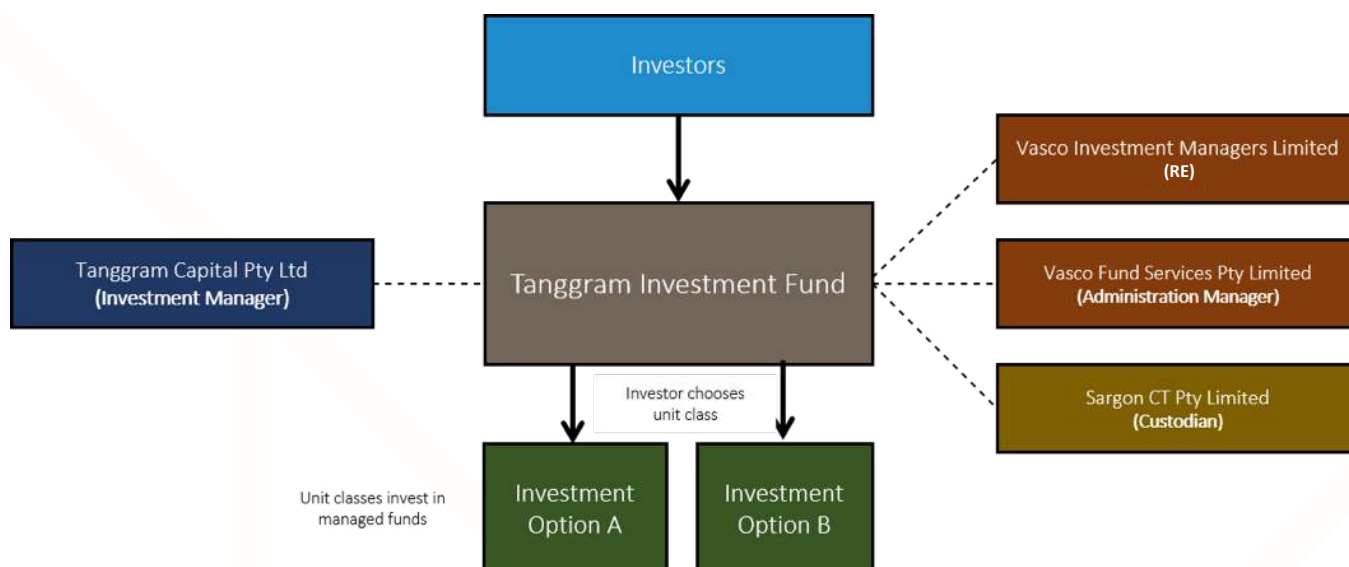 Investors
Vasco Investment Managers Limited
(RE)
Tanggram Capital Pty Ltd
(Investment Manager)
Tanggram Investment Fund
Vasco Fund Services Pty Limited
(Administration Manager)
Sargon CT Pty Limited
(Custodian)
Investor chooses
unit class
Unit classes invest in
managed funds
Investment
Option A
Investment
Option B